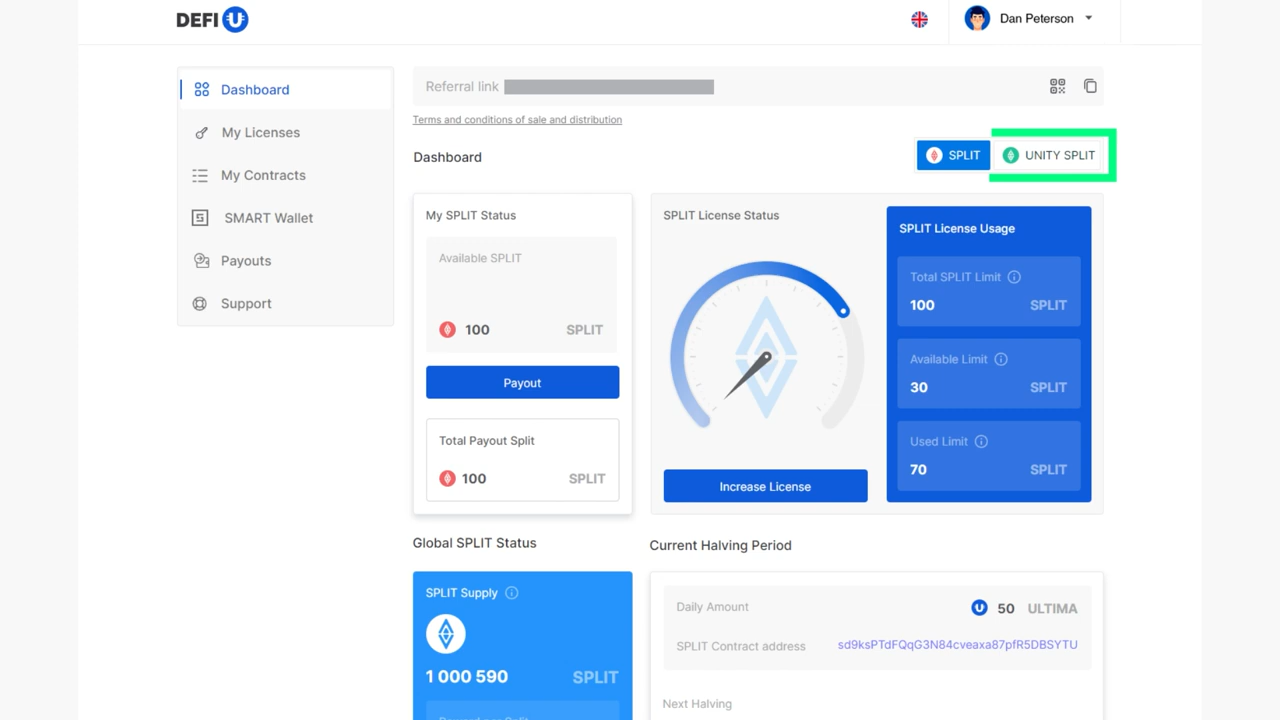 DEFI U
Dan Peterson
Dashboard
My Licenses
My Contracts
SMART Wallet
Payouts
Support
Referral link
Terms and conditions of sale and distribution
Dashboard
SPLIT
UNITY SPLIT
My SPLIT Status
Available SPLIT
100 SPLIT
Payout
Total Payout Split
100 SPLIT
SPLIT License Status
Increase License
SPLIT License Usage
Total SPLIT Limit
100 SPLIT
Available Limit
30 SPLIT
Used Limit
70 SPLIT
Global SPLIT Status
SPLIT Supply
1 000 590 SPLIT
Current Halving Period
Daily Amount
50 ULTIMA
SPLIT Contract address
sd9ksPTdFQqG3N84cveaxa87pfR5DBSYTU
Next Halving